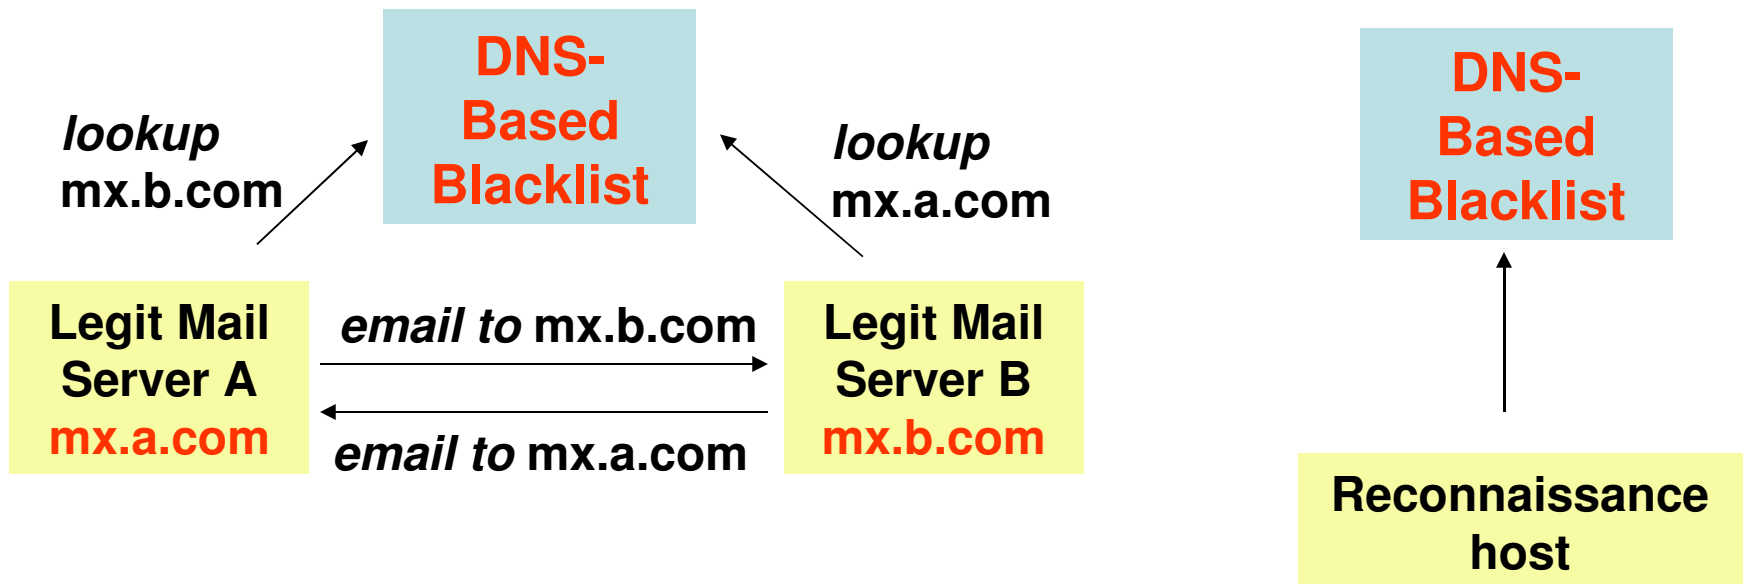 DNS-
Based
Blacklist
lookup
mx.b.com
lookup
mx.a.com
Legit Mail
Server A
mx.a.com
email to mx.b.com
email to mx.a.com
Legit Mail
Server B
mx.b.com
DNS-
Based
Blacklist
Reconnaissance
host